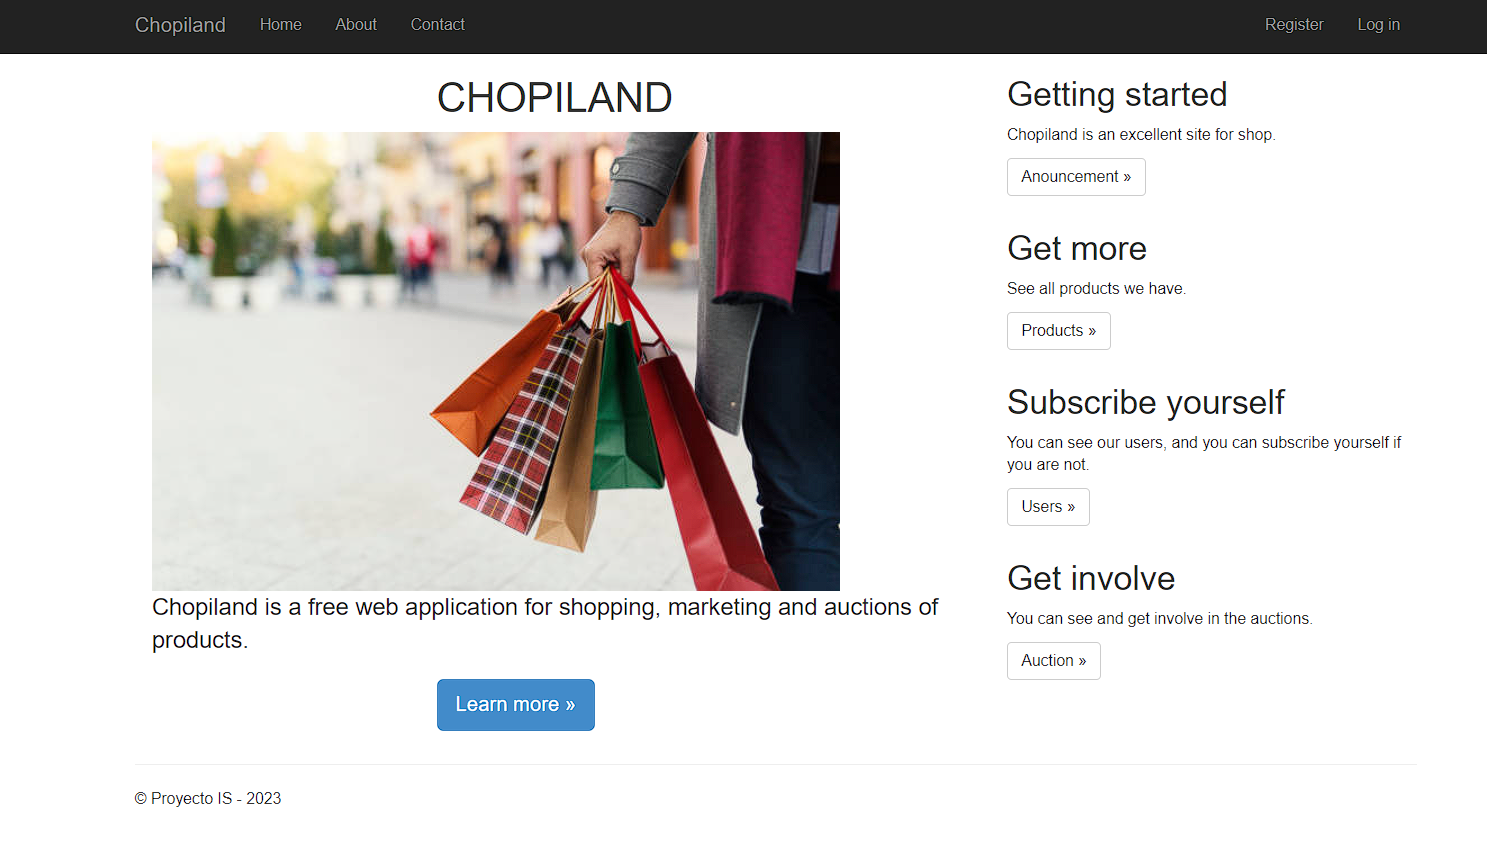 Chopiland Home About Contact Register Log in
CHOPILAND
Chopiland is a free web application for shopping, marketing and auctions of
products.
Learn more »
Getting started
Chopiland is an excellent site for shop.
Anouncement »
Get more
See all products we have.
Products »
Subscribe yourself
You can see our users, and you can subscribe yourself if
you are not.
Users »
Get involve
You can see and get involve in the auctions.
Auction »
© Proyecto IS - 2023